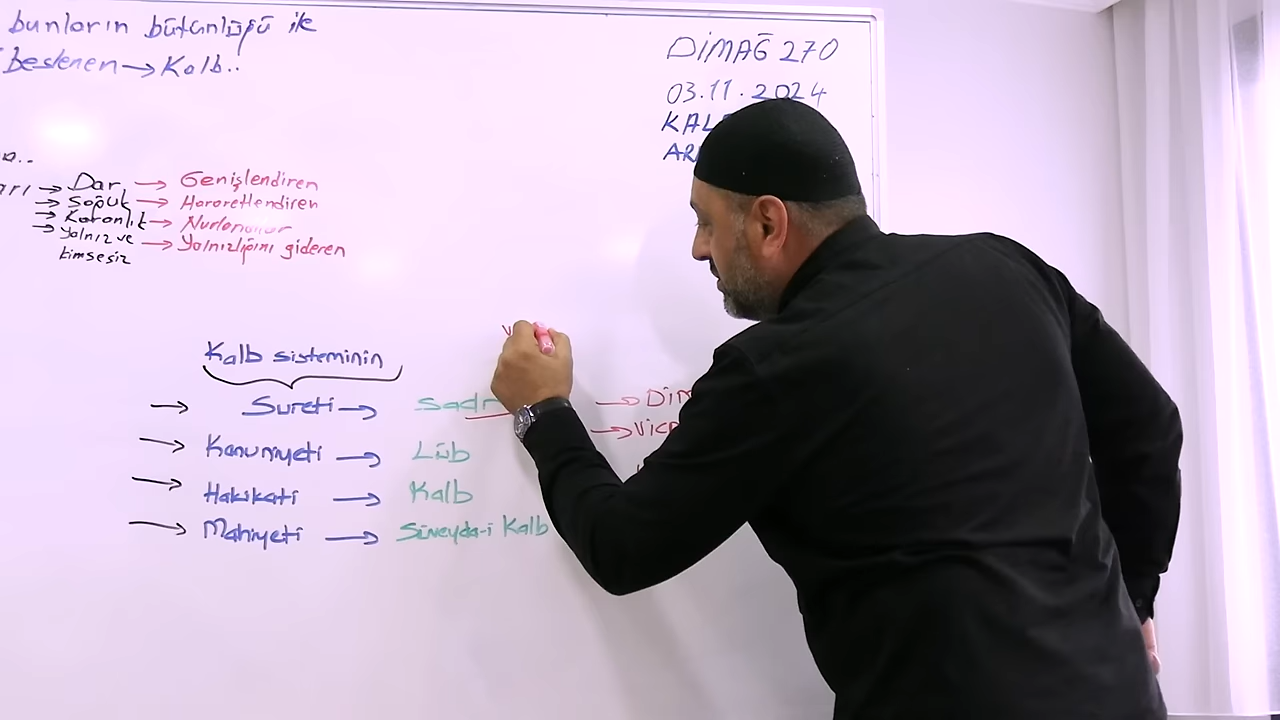 bunların bütünlüğü ile
beslenen → Kalb..
DİMAĞ 270
03.11.2024
→ Dar → Genişlendiren
→ Soğuk → Hararetlendiren
→ Karanlık →
→ Yalnız ve → Yalnızlığını gideren
kimsesiz
Kalb sisteminin
→ Sureti → Sadr
→ Kanuniyeti → Lüb
→ Hakikati → Kalb
→ Mahiyeti → Süveyda-i Kalb